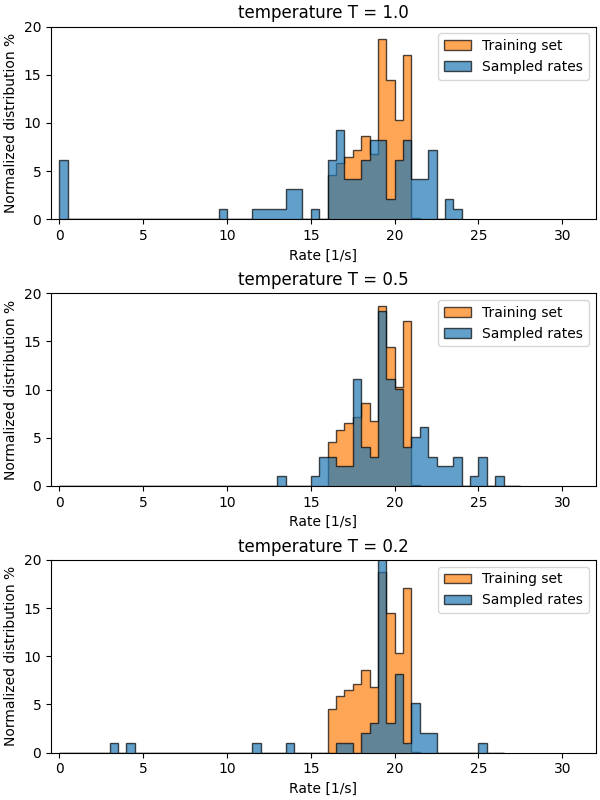 temperature T = 1.0
Normalized distribution %
20
15
10
5
0
Training set
Sampled rates
0 5 10 15 20 25 30
Rate [1/s]
temperature T = 0.5
Normalized distribution %
20
15
10
5
0
Training set
Sampled rates
0 5 10 15 20 25 30
Rate [1/s]
temperature T = 0.2
Normalized distribution %
20
15
10
5
0
Training set
Sampled rates
0 5 10 15 20 25 30
Rate [1/s]